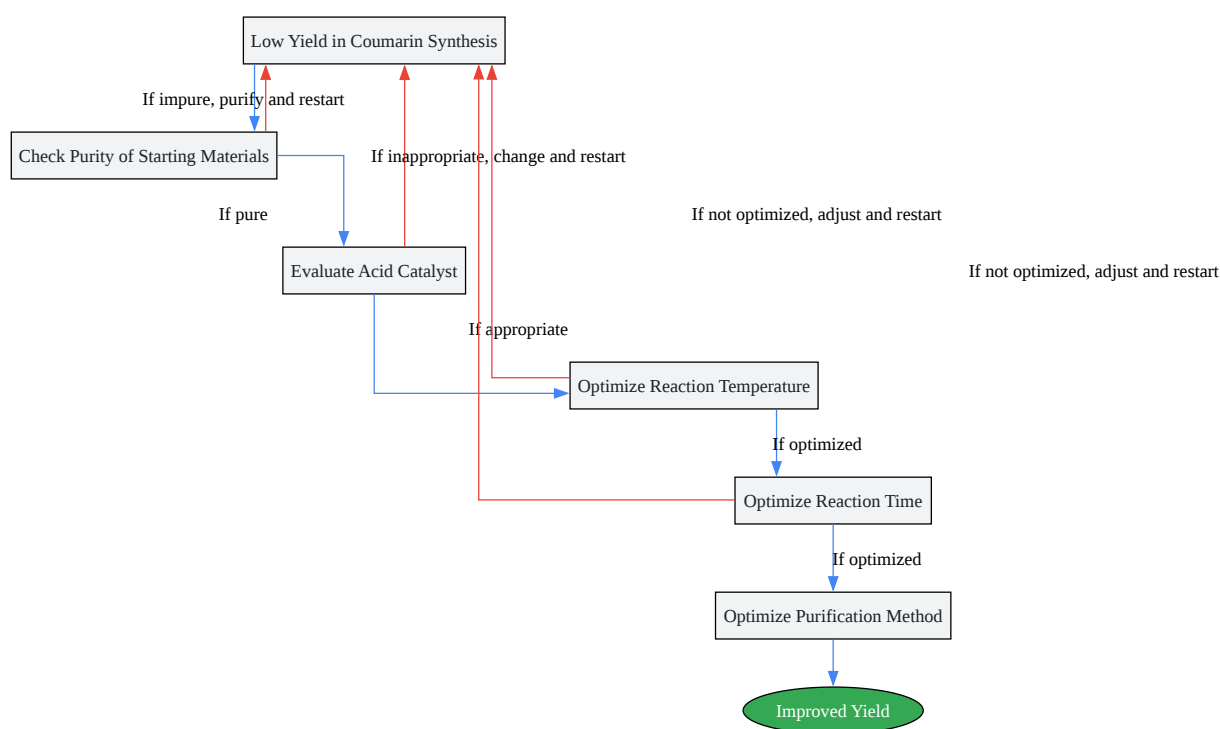 Low Yield in Coumarin Synthesis
If impure, purify and restart
Check Purity of Starting Materials
If inappropriate, change and restart
If pure
If not optimized, adjust and restart
Evaluate Acid Catalyst
If not optimized, adjust and restart
If appropriate
Optimize Reaction Temperature
If optimized
Optimize Reaction Time
If optimized
Optimize Purification Method
Improved Yield